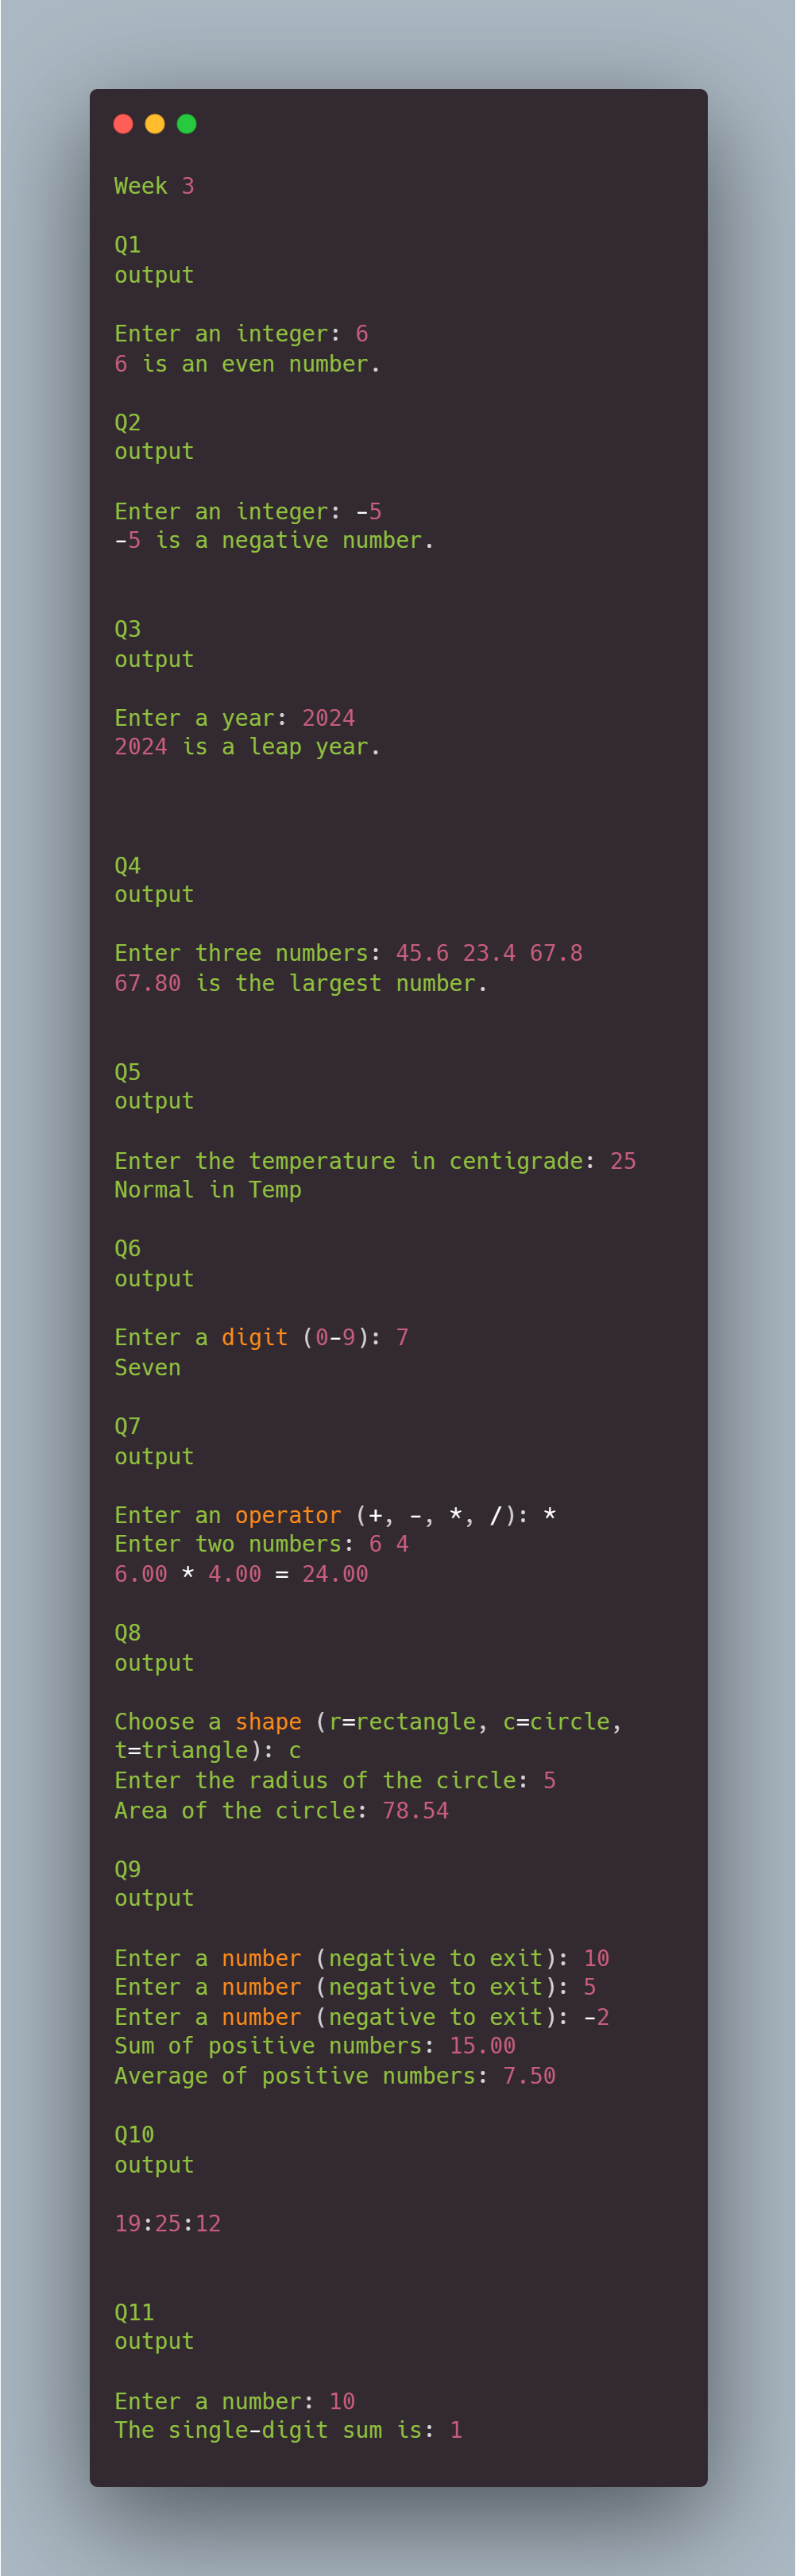 Week 3
Q1
output
Enter an integer: 6
6 is an even number.
Q2
output
Enter an integer: -5
-5 is a negative number.
Q3
output
Enter a year: 2024
2024 is a leap year.
Q4
output
Enter three numbers: 45.6 23.4 67.8
67.80 is the largest number.
Q5
output
Enter the temperature in centigrade: 25
Normal in Temp
Q6
output
Enter a digit (0-9): 7
Seven
Q7
output
Enter an operator (+, -, *, /): *
Enter two numbers: 6 4
6.00 * 4.00 = 24.00
Q8
output
Choose a shape (r=rectangle, c=circle,
t=triangle): c
Enter the radius of the circle: 5
Area of the circle: 78.54
Q9
output
Enter a number (negative to exit): 10
Enter a number (negative to exit): 5
Enter a number (negative to exit): -2
Sum of positive numbers: 15.00
Average of positive numbers: 7.50
Q10
output
19:25:12
Q11
output
Enter a number: 10
The single-digit sum is: 1